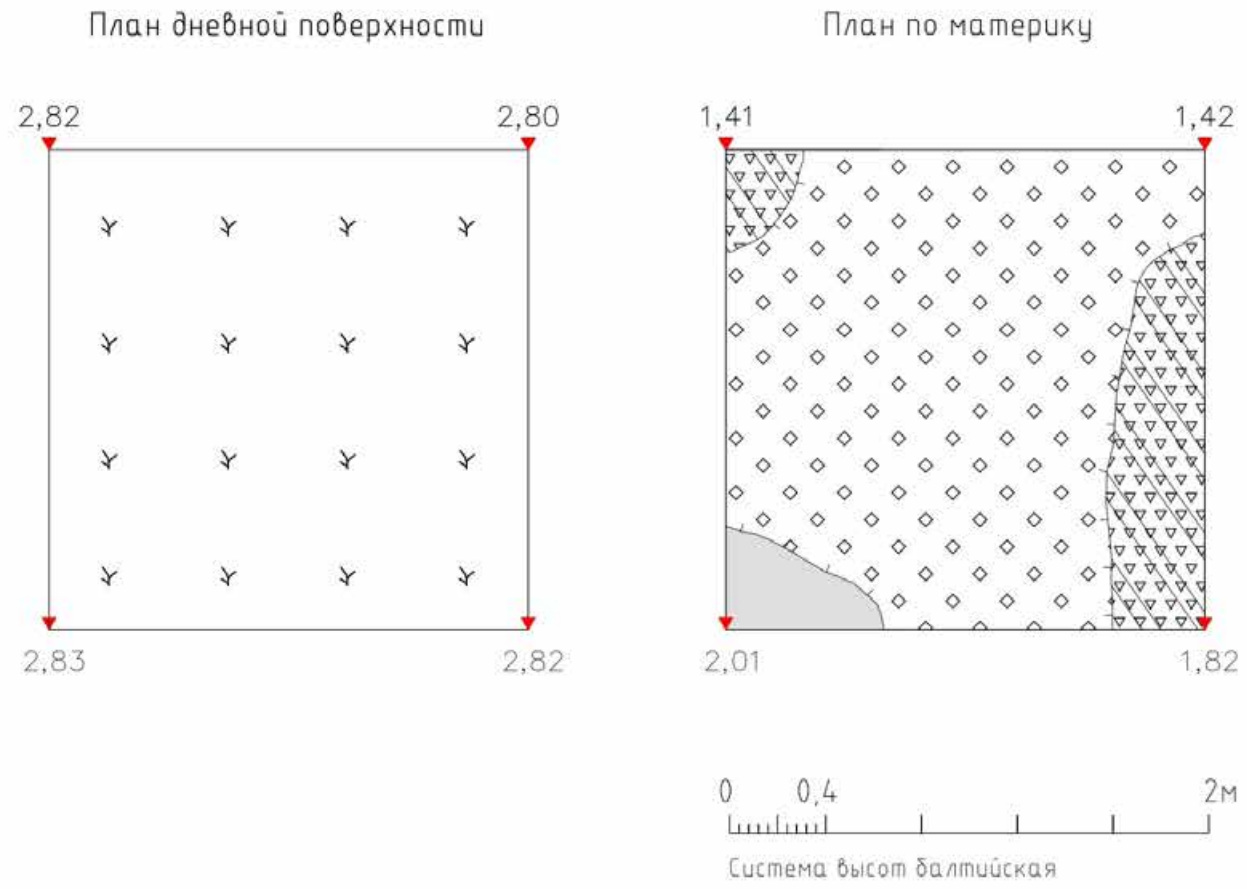 План дневной поверхности
План по материку
2,82 2,80
1,41 1,42
2,83 2,82
2,01 1,82
0 0,4 2м
Система высот балтийская